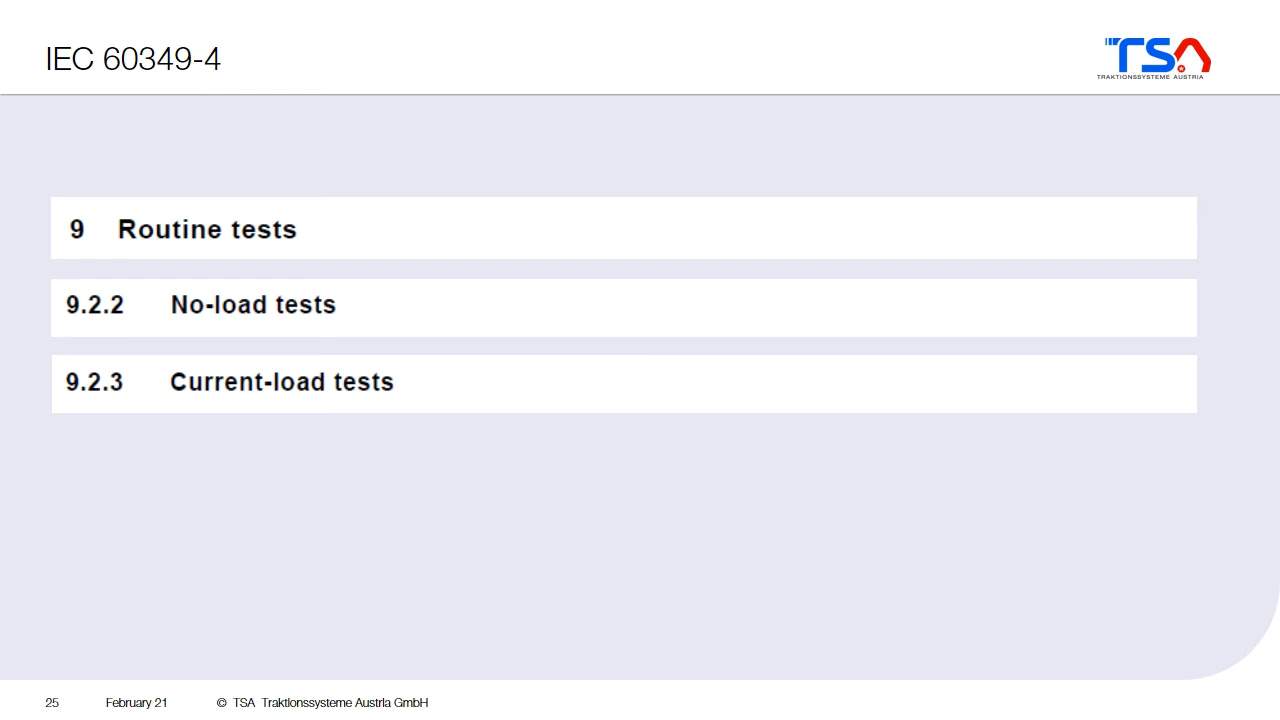 IEC 60349-4
TSA
TRAKTIONSSYSTEME AUSTRIA
9 Routine tests
9.2.2 No-load tests
9.2.3 Current-load tests
25 February 21 © TSA Traktionssysteme Austria GmbH